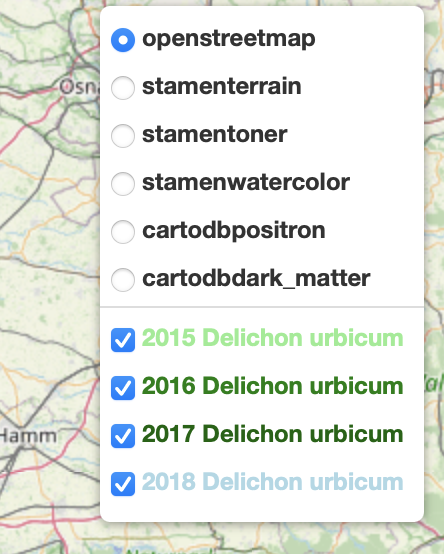 openstreetmap
Osna
stamenterrain
stamentoner
stamenwatercolor
cartodbpositron
cartodbdark_matter
2015 Delichon urbicum
2016 Delichon urbicum
2017 Delichon urbicum
Hamm
2018 Delichon urbicum